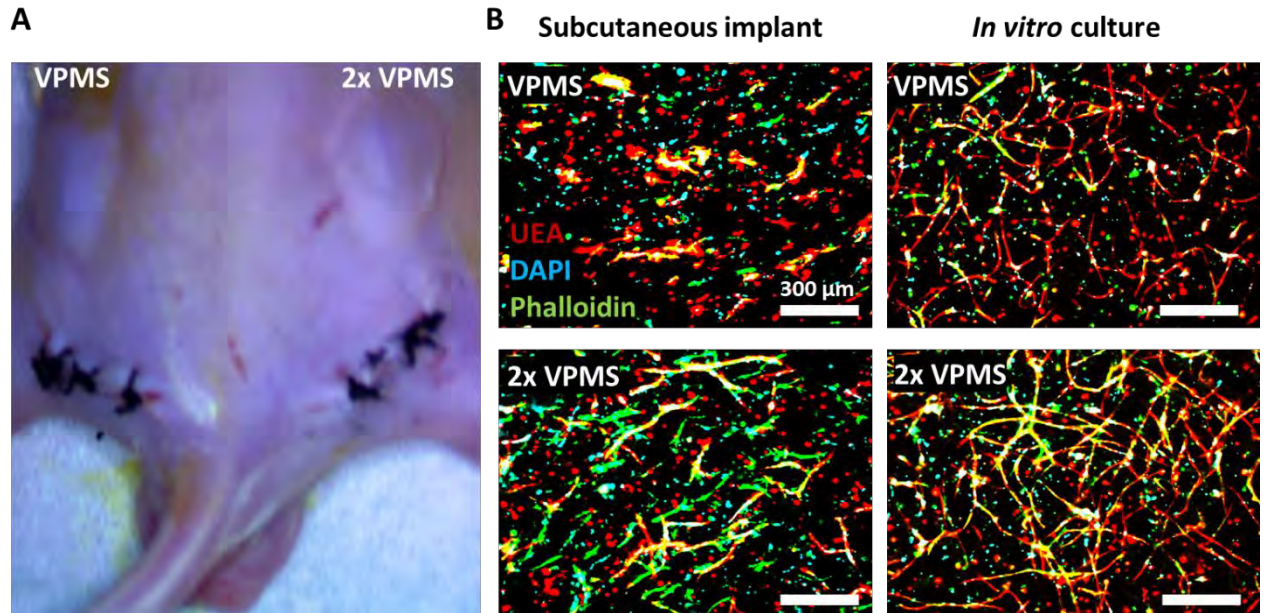 A
VPMS
2x VPMS
B
Subcutaneous implant
In vitro culture
VPMS
UEA
DAPI
Phalloidin
300 µm
VPMS
2x VPMS
2x VPMS